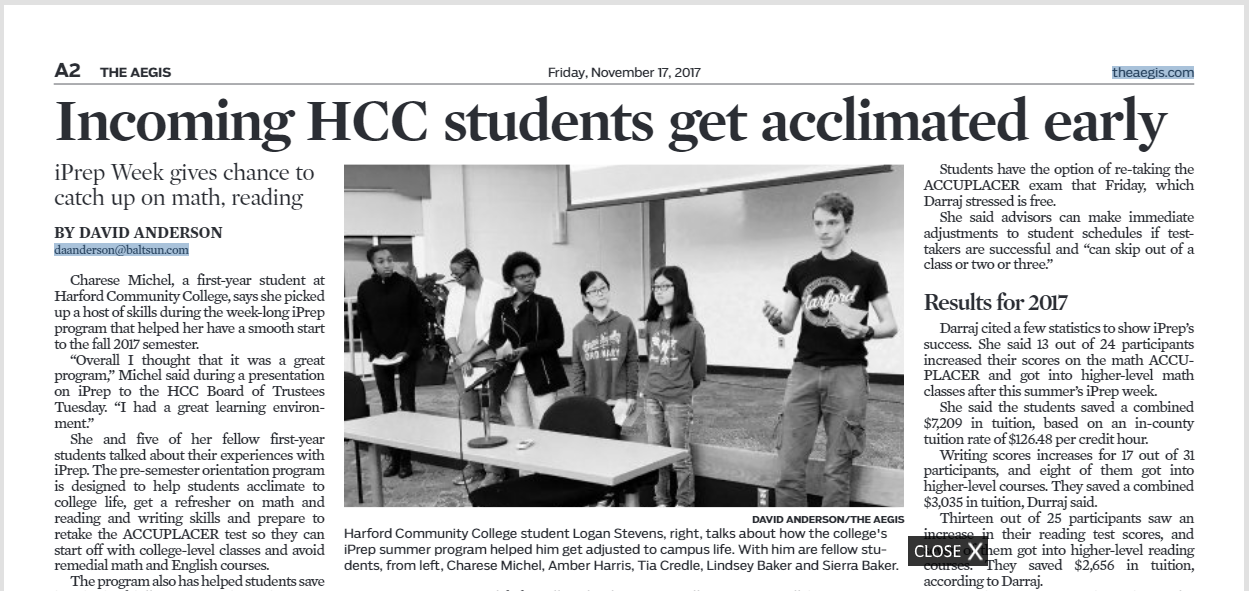 A2 THE AEGIS
Friday, November 17, 2017
theaegis.com
Incoming HCC students get acclimated early
iPrep Week gives chance to
catch up on math, reading
BY DAVID ANDERSON
daanderson@baltsun.com
Charese Michel, a first-year student at
Harford Community College, says she picked
up a host of skills during the week-long iPrep
program that helped her have a smooth start
to the fall 2017 semester.
“Overall I thought that it was a great
program,” Michel said during a presentation
on iPrep to the HCC Board of Trustees
Tuesday. “I had a great learning environ-
ment.”
She and five of her fellow first-year
students talked about their experiences with
iPrep. The pre-semester orientation program
is designed to help students acclimate to
college life, get a refresher on math and
reading and writing skills and prepare to
retake the ACCUPLACER test so they can
start off with college-level classes and avoid
remedial math and English courses.
The program also has helped students save
Harford
DAVID ANDERSON/THE AEGIS
Harford Community College student Logan Stevens, right, talks about how the college's
iPrep summer program helped him get adjusted to campus life. With him are fellow stu-
dents, from left, Charese Michel, Amber Harris, Tia Credle, Lindsey Baker and Sierra Baker.
Students have the option of re-taking the
ACCUPLACER exam that Friday, which
Darraj stressed is free.
She said advisors can make immediate
adjustments to student schedules if test-
takers are successful and “can skip out of a
class or two or three.”
Results for 2017
Darraj cited a few statistics to show iPrep’s
success. She said 13 out of 24 participants
increased their scores on the math ACCU-
PLACER and got into higher-level math
classes after this summer’s iPrep week.
She said the students saved a combined
$7,209 in tuition, based on an in-county
tuition rate of $126.48 per credit hour.
Writing scores increases for 17 out of 31
participants, and eight of them got into
higher-level courses. They saved a combined
$3,035 in tuition, Durraj said.
Thirteen out of 25 participants saw an
increase in their reading test scores, and
them got into higher-level reading
courses. They saved $2,656 in tuition,
according to Darraj.
CLOSE X